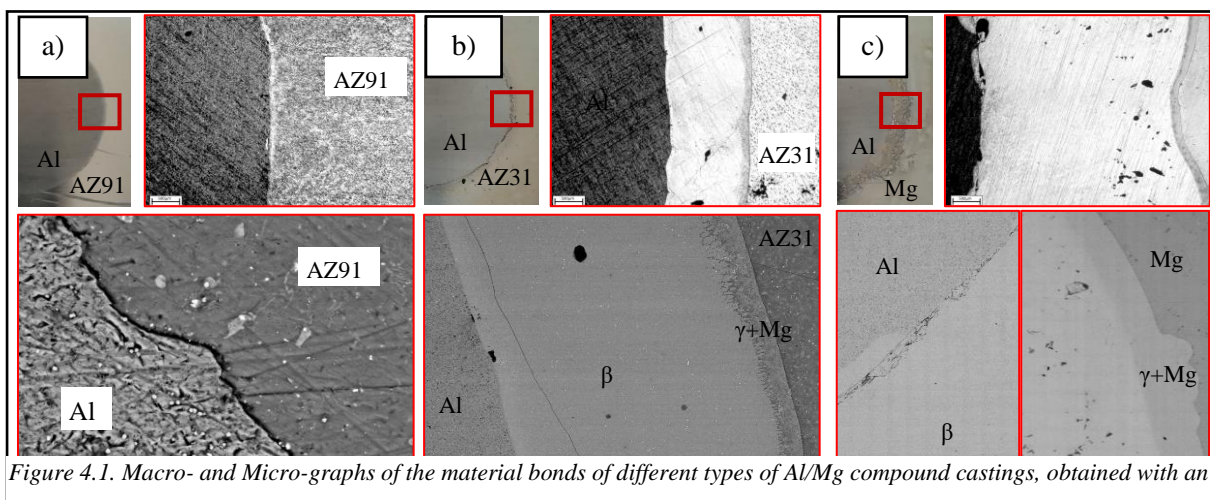 a)
AZ91
Al
AZ91
b)
Al
AZ31
Al
AZ31
c)
Al
Mg
AZ91
Al
AZ31
γ+Mg
β
Al
Al
Mg
γ+Mg
β
Figure 4.1. Macro- and Micro-graphs of the material bonds of different types of Al/Mg compound castings, obtained with an